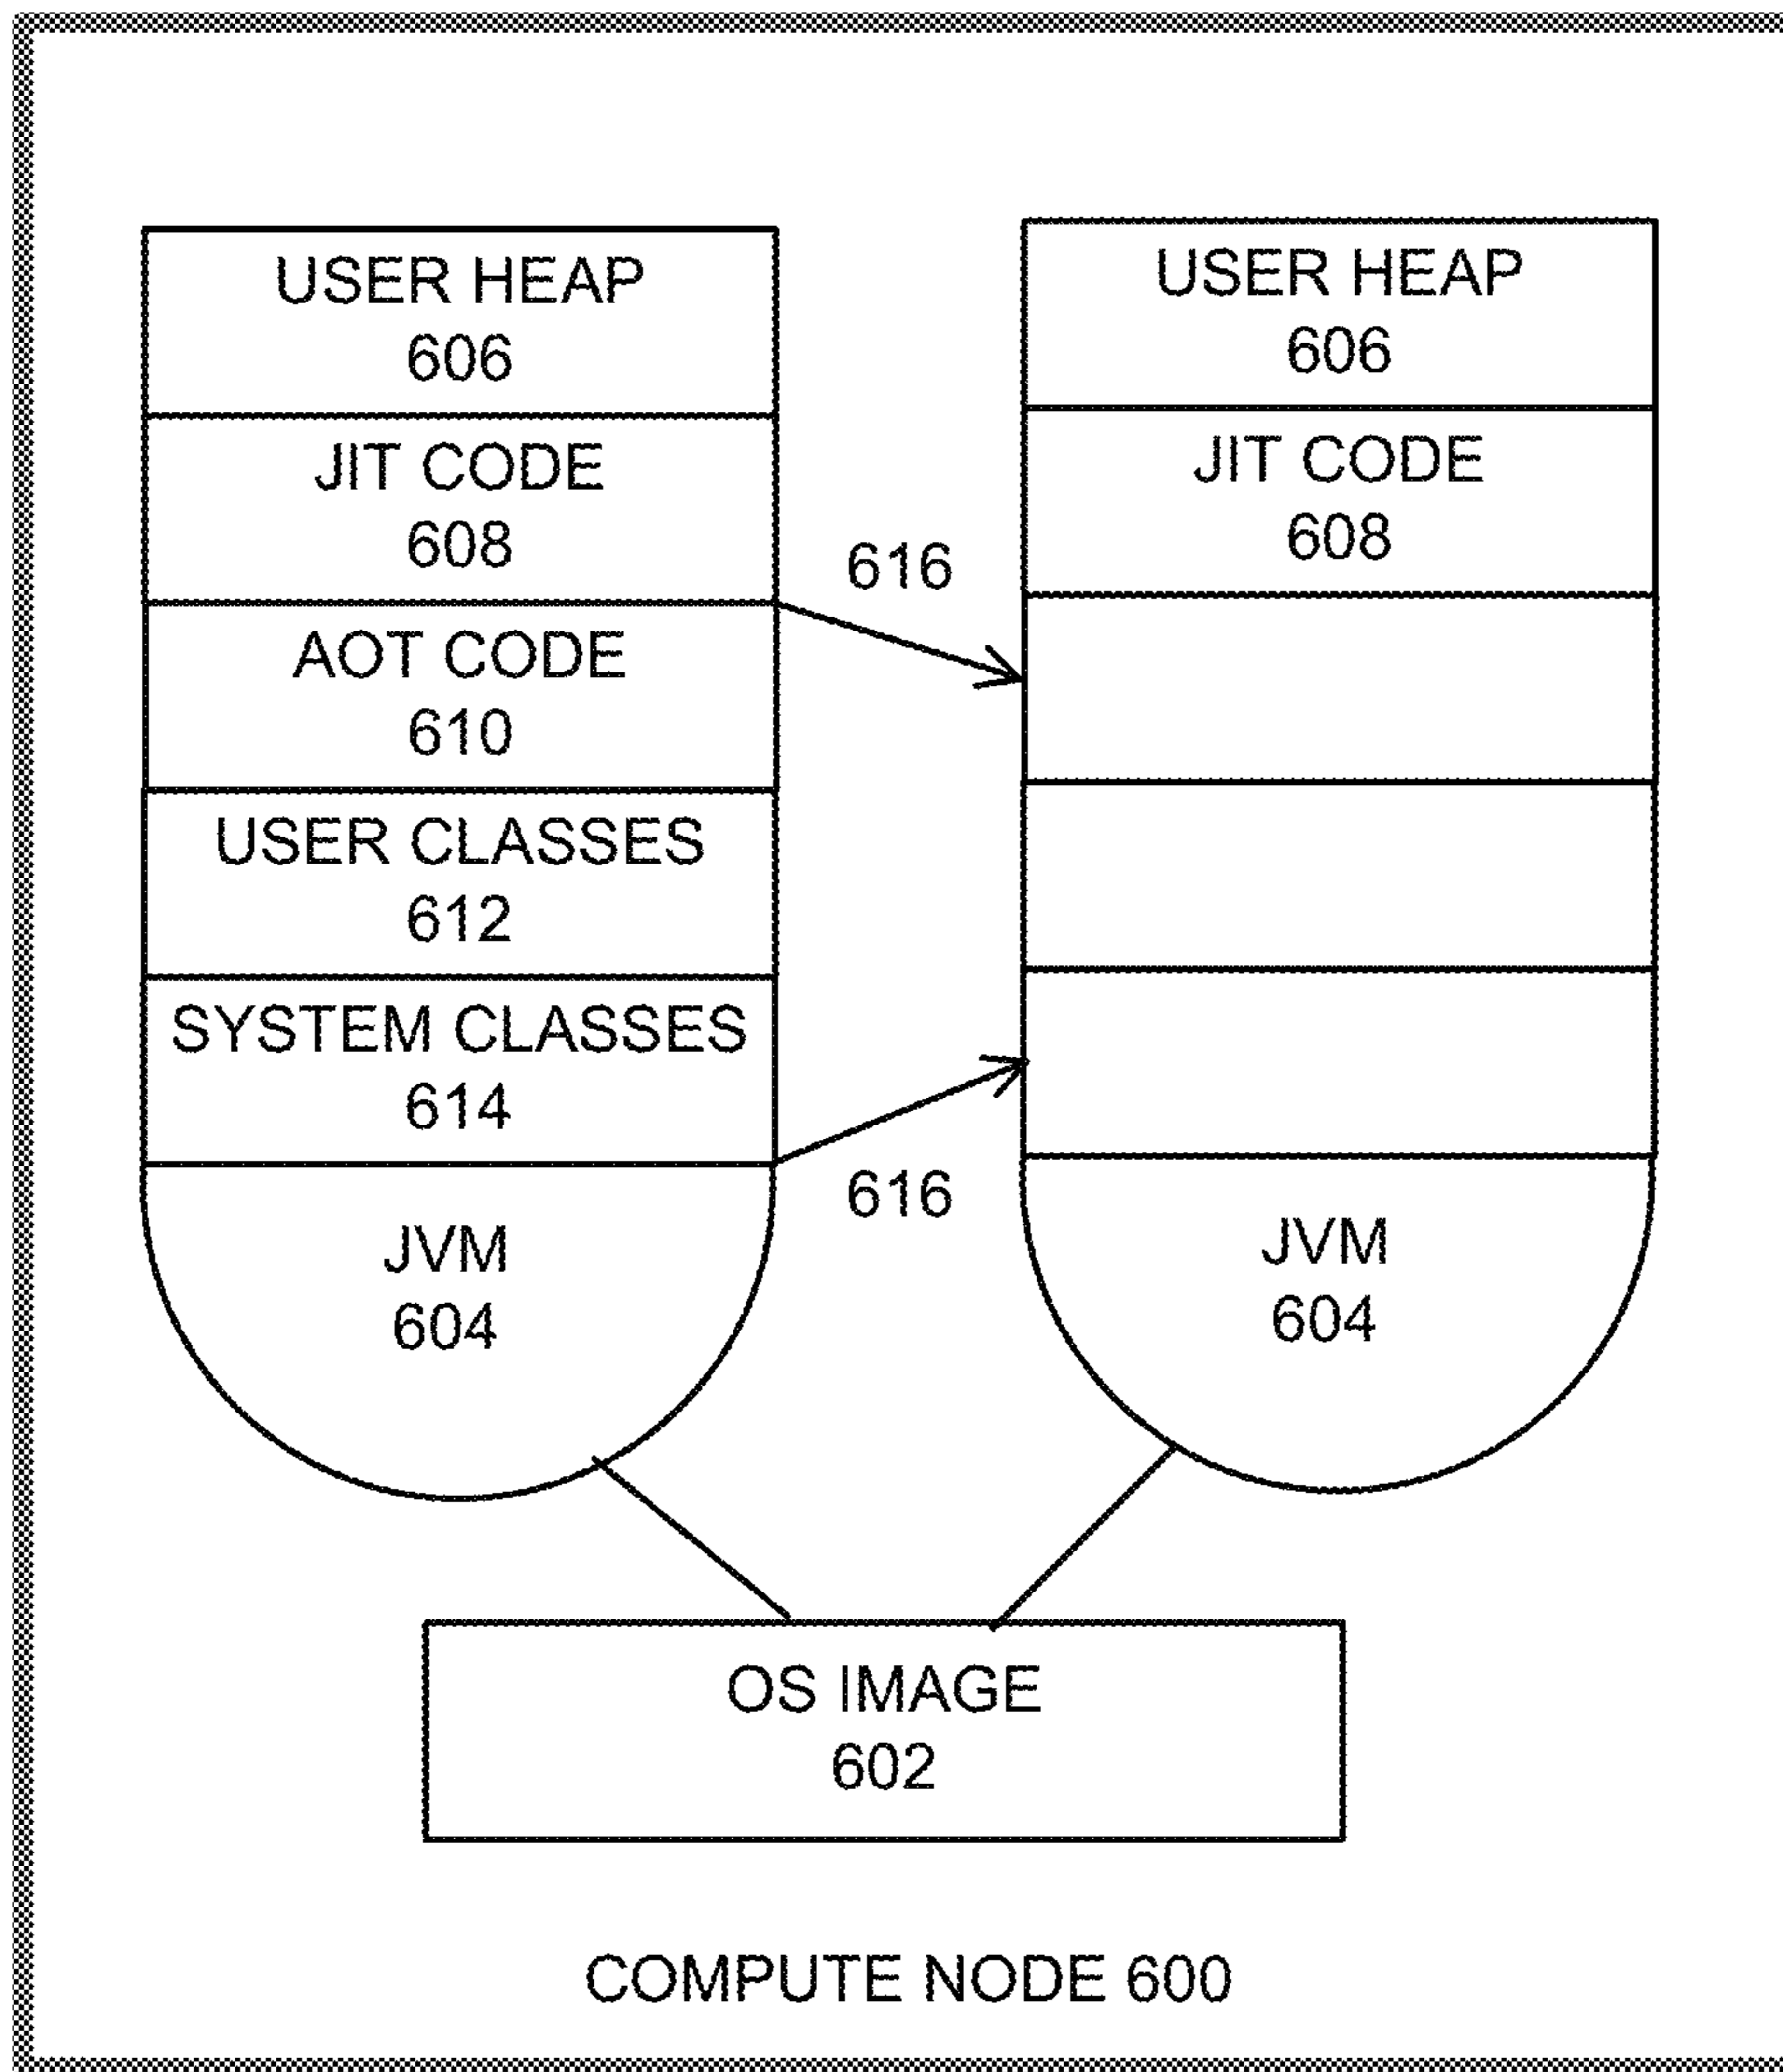 USER HEAP
606
JIT CODE
608
AOT CODE
610
USER CLASSES
612
SYSTEM CLASSES
614
JVM
604
616
616
USER HEAP
606
JIT CODE
608
JVM
604
OS IMAGE
602
COMPUTE NODE 600